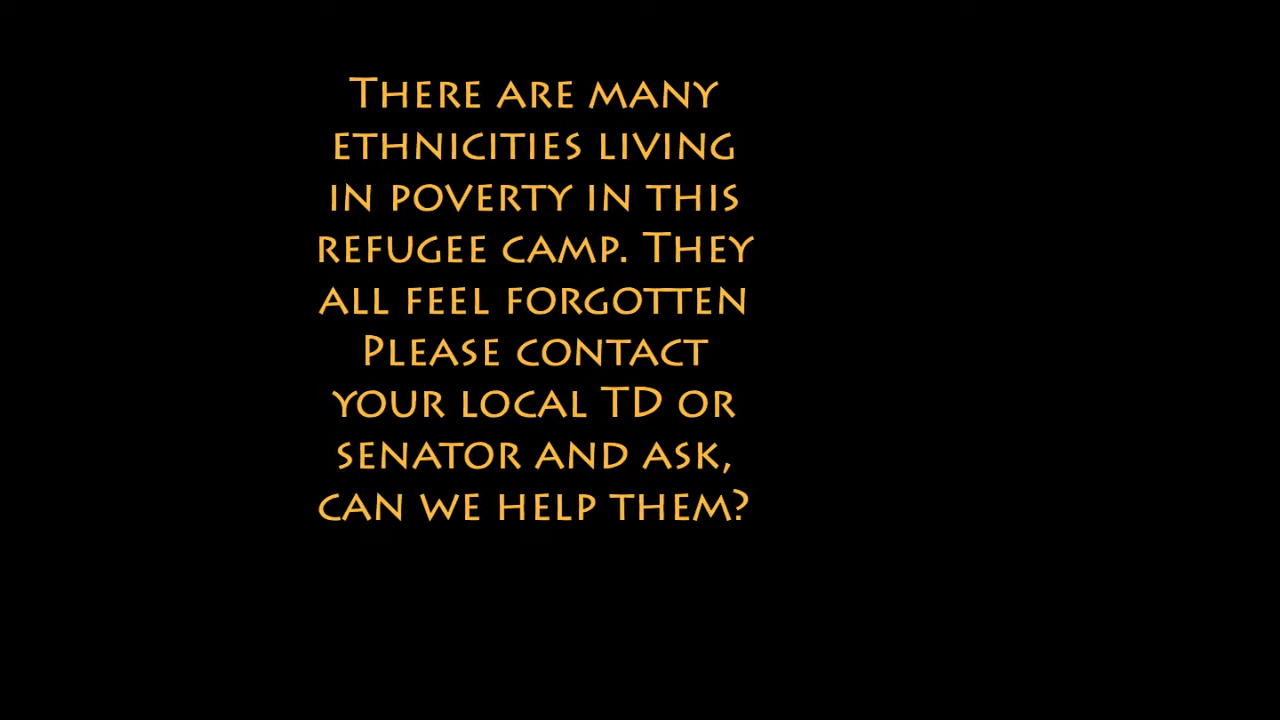 There are many
ethnicities living
in poverty in this
refugee camp. They
all feel forgotten
Please contact
your local TD or
senator and ask,
can we help them?